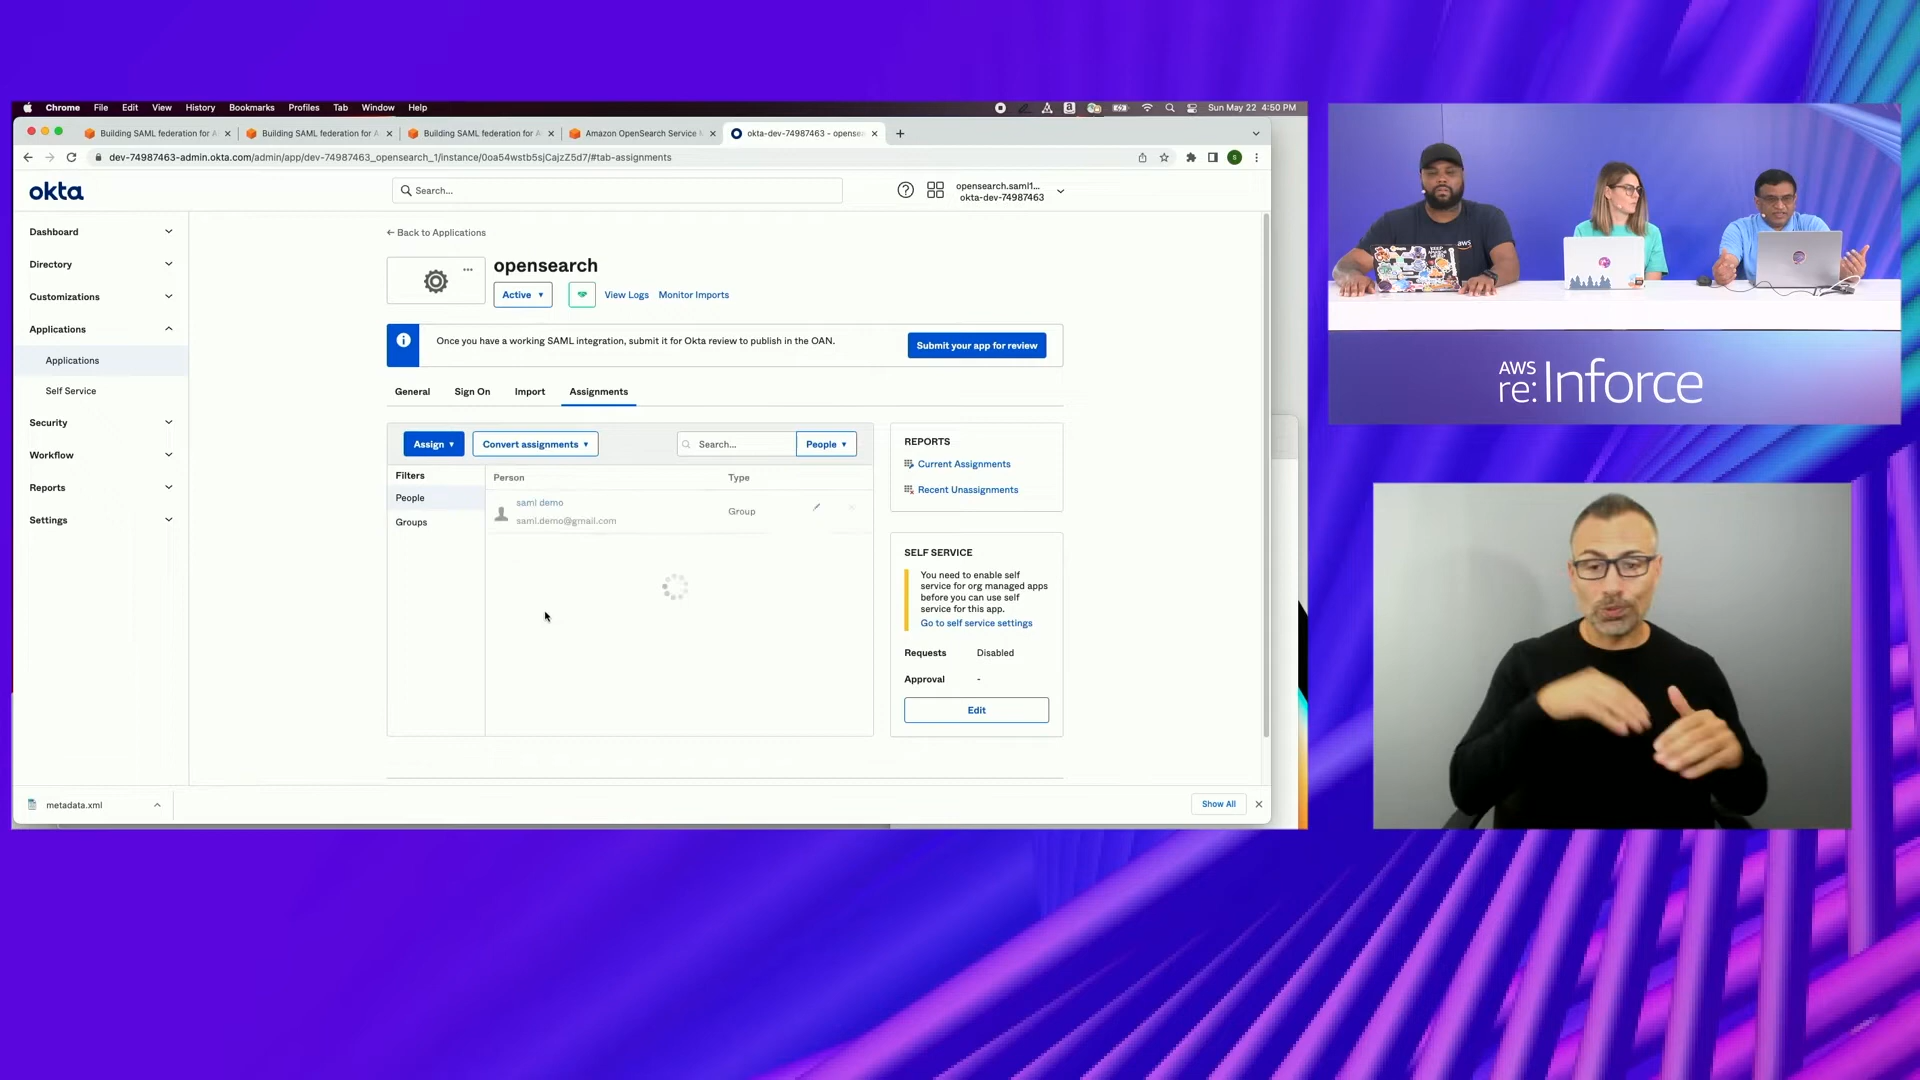 Chrome File Edit View History Bookmarks Profiles Tab Window Help
Sun May 22 4:50 PM
Building SAML federation for A
Building SAML federation for A
Building SAML federation for A
Amazon OpenSearch Service M
okta-dev-74987463 - opensea
dev-74987463-admin.okta.com/admin/app/dev-74987463_opensearch_1/instance/0oa54wstb5sjCajzZ5d7/#tab-assignments
okta
Search...
opensearch.saml1...
okta-dev-74987463
Dashboard
Directory
Customizations
Applications
Applications
Self Service
Security
Workflow
Reports
Settings
← Back to Applications
opensearch
Active
View Logs
Monitor Imports
Once you have a working SAML integration, submit it for Okta review to publish in the OAN.
Submit your app for review
General
Sign On
Import
Assignments
Assign
Convert assignments
Search...
People
Filters
People
Groups
Person
Type
saml demo
saml.demo@gmail.com
Group
REPORTS
Current Assignments
Recent Unassignments
SELF SERVICE
You need to enable self
service for org managed apps
before you can use self
service for this app.
Go to self service settings
Requests Disabled
Approval -
Edit
metadata.xml
Show All
aws
AWS
re:Inforce